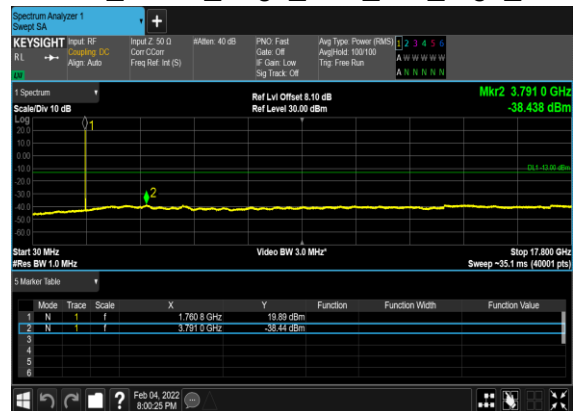 Spectrum Analyzer 1
Swept SA
+
KEYSIGHT Input: RF Input Z: 50 Ω #Atten: 40 dB PNO: Fast Avg Type: Power (RMS) 1 2 3 4 5 6
RL Coupling: DC Corr CCorr Gate: Off Avg|Hold: 100/100 A W W W W W
Align: Auto Freq Ref: Int (S) IF Gain: Low Trig: Free Run
LW Sig Track: Off A N N N N N
1 Spectrum Ref Lvl Offset 8.10 dB Mkr2 3.791 0 GHz
Scale/Div 10 dB Ref Level 30.00 dBm -38.438 dBm
Log
20.0 1
10.0
0.00
-10.0 DL1 -13.00 dBm
-20.0
-30.0 2
-40.0
-50.0
-60.0
Start 30 MHz Video BW 3.0 MHz* Stop 17.800 GHz
#Res BW 1.0 MHz Sweep ~35.1 ms (40001 pts)
5 Marker Table
Mode Trace Scale X Y Function Function Width Function Value
1 N 1 f 1.760 8 GHz 19.89 dBm
2 N 1 f 3.791 0 GHz -38.44 dBm
3
4
5
6
? Feb 04, 2022
8:00:25 PM